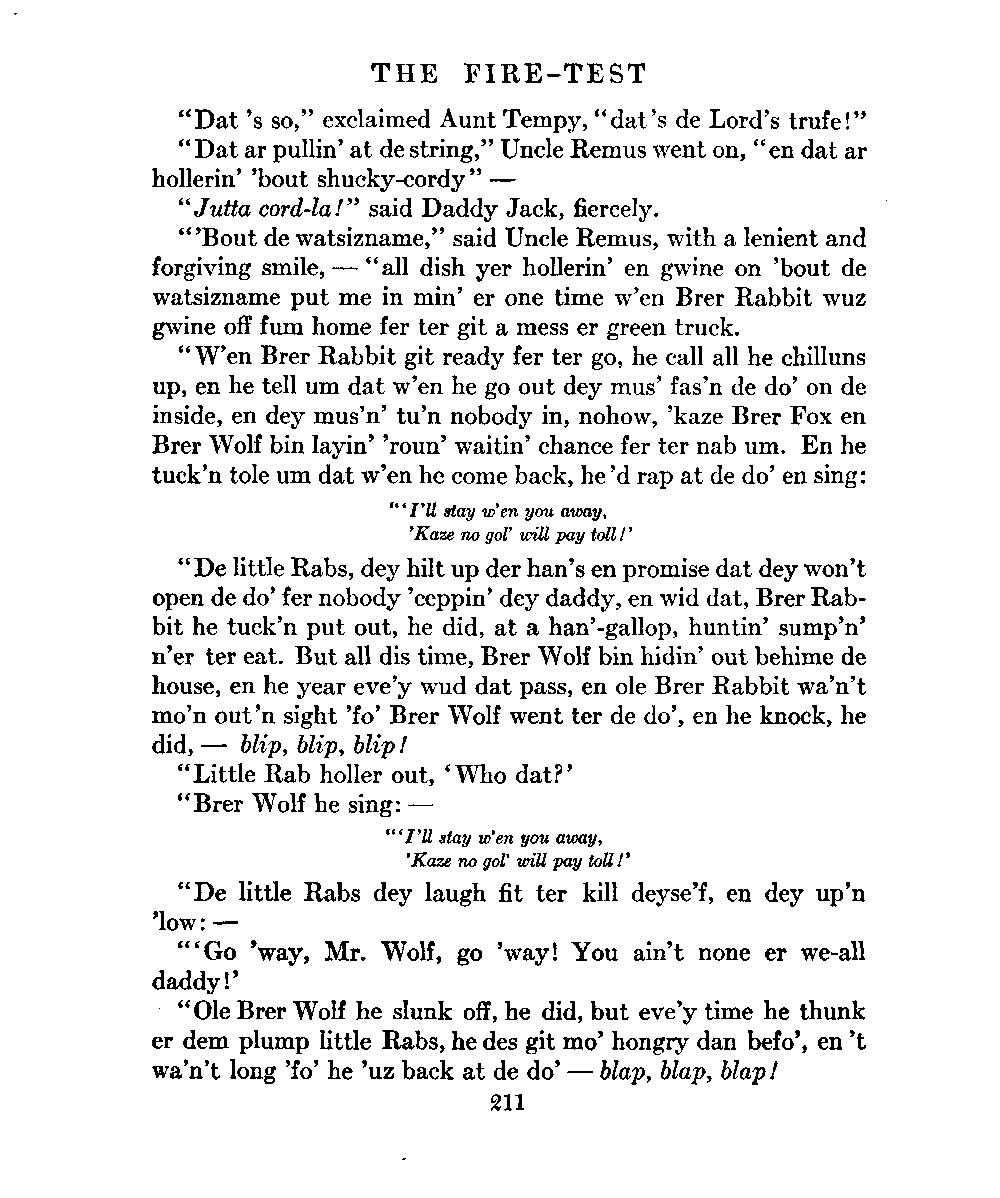 THE FIRE-TEST
“Dat 's so,” exclaimed Aunt Tempy, “dat 's de Lord's trufe!”
“Dat ar pullin' at de string,” Uncle Remus went on, “en dat ar
hollerin' 'bout shucky-cordy” —
“Jutta cord-la!” said Daddy Jack, fiercely.
“'Bout de watsizname,” said Uncle Remus, with a lenient and
forgiving smile, — “all dish yer hollerin' en gwine on 'bout de
watsizname put me in min' er one time w'en Brer Rabbit wuz
gwine off fum home fer ter git a mess er green truck.
“W'en Brer Rabbit git ready fer ter go, he call all he chilluns
up, en he tell um dat w'en he go out dey mus' fas'n de do' on de
inside, en dey mus'n' tu'n nobody in, nohow, 'kaze Brer Fox en
Brer Wolf bin layin' 'roun' waitin' chance fer ter nab um. En he
tuck'n tole um dat w'en he come back, he 'd rap at de do' en sing:
“‘I'll stay w'en you away,
'Kaze no gol' will pay toll!’
“De little Rabs, dey hilt up der han's en promise dat dey won't
open de do' fer nobody 'ceppin' dey daddy, en wid dat, Brer Rab-
bit he tuck'n put out, he did, at a han'-gallop, huntin' sump'n'
n'er ter eat. But all dis time, Brer Wolf bin hidin' out behime de
house, en he year eve'y wud dat pass, en ole Brer Rabbit wa'n't
mo'n out'n sight 'fo' Brer Wolf went ter de do', en he knock, he
did, — blip, blip, blip!
“Little Rab holler out, ‘Who dat?’
“Brer Wolf he sing: —
“‘I'll stay w'en you away,
'Kaze no gol' will pay toll!’
“De little Rabs dey laugh fit ter kill deyse'f, en dey up'n
'low: —
“‘Go 'way, Mr. Wolf, go 'way! You ain't none er we-all
daddy!’
“Ole Brer Wolf he slunk off, he did, but eve'y time he thunk
er dem plump little Rabs, he des git mo' hongry dan befo', en 't
wa'n't long 'fo' he 'uz back at de do' — blap, blap, blap!
211